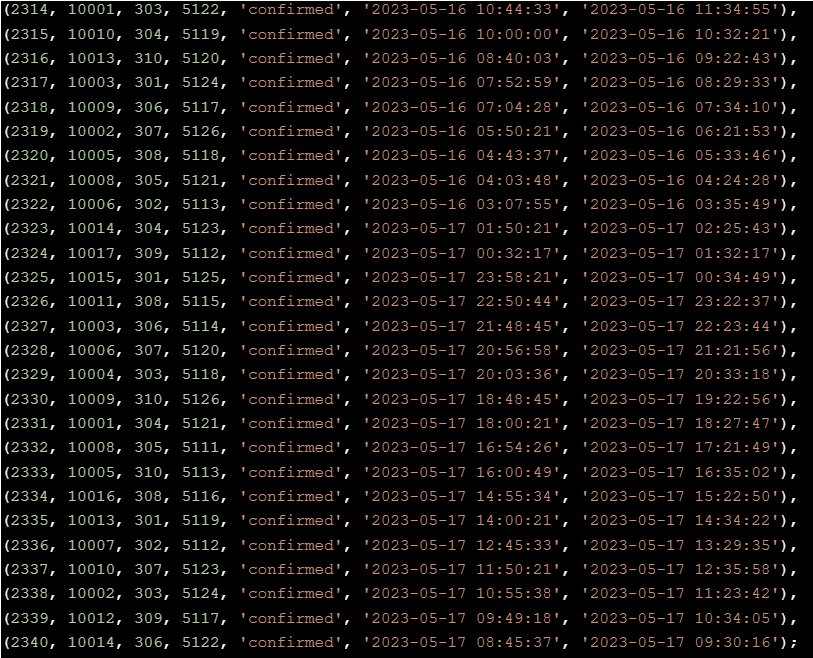 (2314, 10001, 303, 5122, 'confirmed', '2023-05-16 10:44:33', '2023-05-16 11:34:55'),
(2315, 10010, 304, 5119, 'confirmed', '2023-05-16 10:00:00', '2023-05-16 10:32:21'),
(2316, 10013, 310, 5120, 'confirmed', '2023-05-16 08:40:03', '2023-05-16 09:22:43'),
(2317, 10003, 301, 5124, 'confirmed', '2023-05-16 07:52:59', '2023-05-16 08:29:33'),
(2318, 10009, 306, 5117, 'confirmed', '2023-05-16 07:04:28', '2023-05-16 07:34:10'),
(2319, 10002, 307, 5126, 'confirmed', '2023-05-16 05:50:21', '2023-05-16 06:21:53'),
(2320, 10005, 308, 5118, 'confirmed', '2023-05-16 04:43:37', '2023-05-16 05:33:46'),
(2321, 10008, 305, 5121, 'confirmed', '2023-05-16 04:03:48', '2023-05-16 04:24:28'),
(2322, 10006, 302, 5113, 'confirmed', '2023-05-16 03:07:55', '2023-05-16 03:35:49'),
(2323, 10014, 304, 5123, 'confirmed', '2023-05-17 01:50:21', '2023-05-17 02:25:43'),
(2324, 10017, 309, 5112, 'confirmed', '2023-05-17 00:32:17', '2023-05-17 01:32:17'),
(2325, 10015, 301, 5125, 'confirmed', '2023-05-17 23:58:21', '2023-05-17 00:34:49'),
(2326, 10011, 308, 5115, 'confirmed', '2023-05-17 22:50:44', '2023-05-17 23:22:37'),
(2327, 10003, 306, 5114, 'confirmed', '2023-05-17 21:48:45', '2023-05-17 22:23:44'),
(2328, 10006, 307, 5120, 'confirmed', '2023-05-17 20:56:58', '2023-05-17 21:21:56'),
(2329, 10004, 303, 5118, 'confirmed', '2023-05-17 20:03:36', '2023-05-17 20:33:18'),
(2330, 10009, 310, 5126, 'confirmed', '2023-05-17 18:48:45', '2023-05-17 19:22:56'),
(2331, 10001, 304, 5121, 'confirmed', '2023-05-17 18:00:21', '2023-05-17 18:27:47'),
(2332, 10008, 305, 5111, 'confirmed', '2023-05-17 16:54:26', '2023-05-17 17:21:49'),
(2333, 10005, 310, 5113, 'confirmed', '2023-05-17 16:00:49', '2023-05-17 16:35:02'),
(2334, 10016, 308, 5116, 'confirmed', '2023-05-17 14:55:34', '2023-05-17 15:22:50'),
(2335, 10013, 301, 5119, 'confirmed', '2023-05-17 14:00:21', '2023-05-17 14:34:22'),
(2336, 10007, 302, 5112, 'confirmed', '2023-05-17 12:45:33', '2023-05-17 13:29:35'),
(2337, 10010, 307, 5123, 'confirmed', '2023-05-17 11:50:21', '2023-05-17 12:35:58'),
(2338, 10002, 303, 5124, 'confirmed', '2023-05-17 10:55:38', '2023-05-17 11:23:42'),
(2339, 10012, 309, 5117, 'confirmed', '2023-05-17 09:49:18', '2023-05-17 10:34:05'),
(2340, 10014, 306, 5122, 'confirmed', '2023-05-17 08:45:37', '2023-05-17 09:30:16');